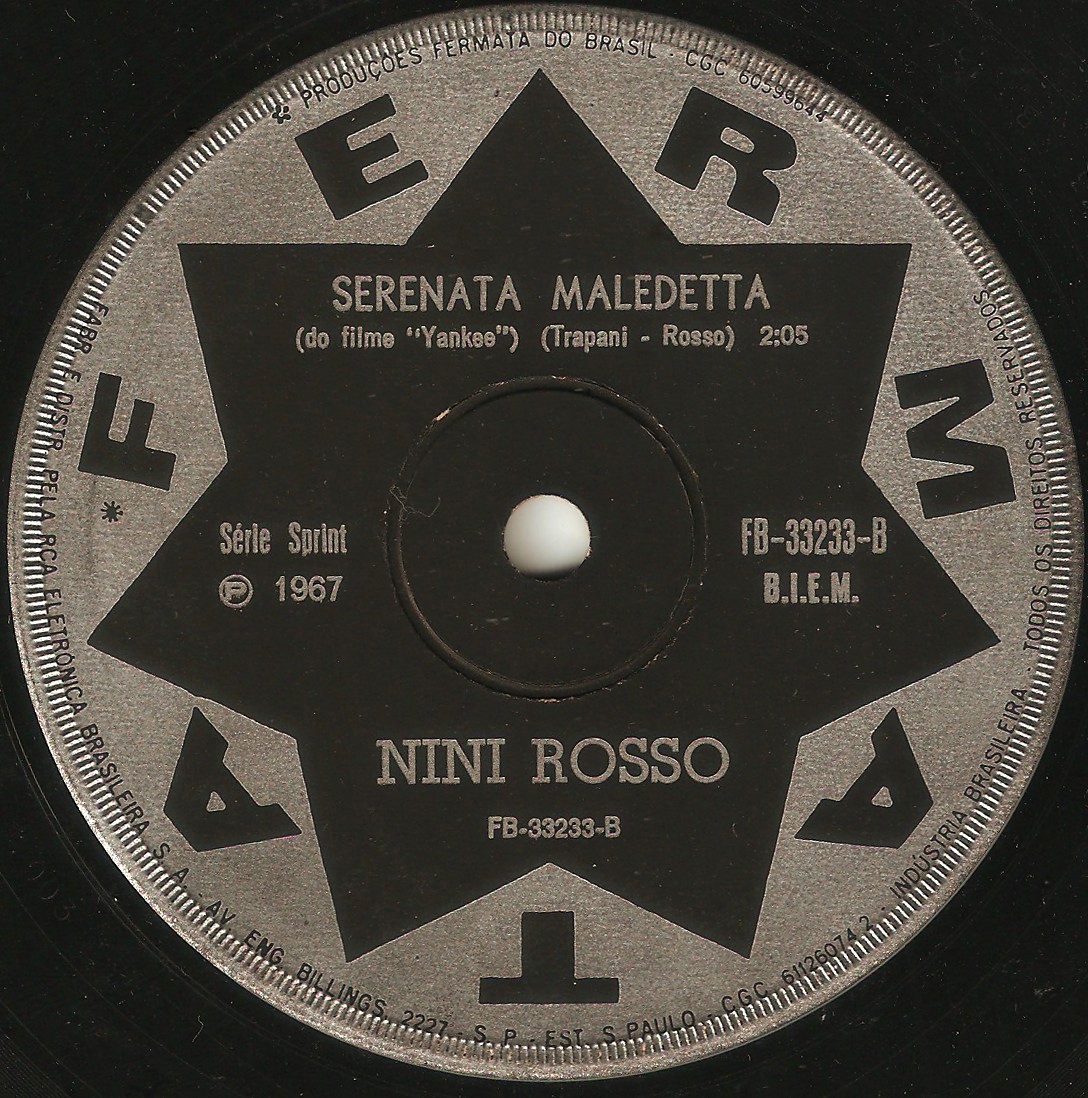 * PRODUÇÕES FERMATA DO BRASIL - CGC 60599644
* FERMATA
SERENATA MALEDETTA
(do filme "Yankee") (Trapani - Rosso) 2:05
Série Sprint
℗ 1967
FB-33233-B
B.I.E.M.
NINI ROSSO
FB-33233-B
FABR. E DISTR. PELA RCA ELETRÔNICA BRASILEIRA, S. A. - AV. ENG. BILLINGS, 2227 - S. P. - EST. S. PAULO - C.G.C. 61126074 2 - INDÚSTRIA BRASILEIRA - TODOS OS DIREITOS RESERVADOS